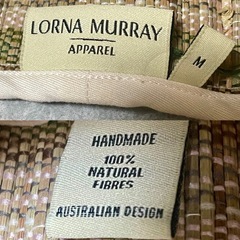 LORNA MURRAY
APPAREL
M
HANDMADE
100%
NATURAL
FIBRES
AUSTRALIAN DESIGN